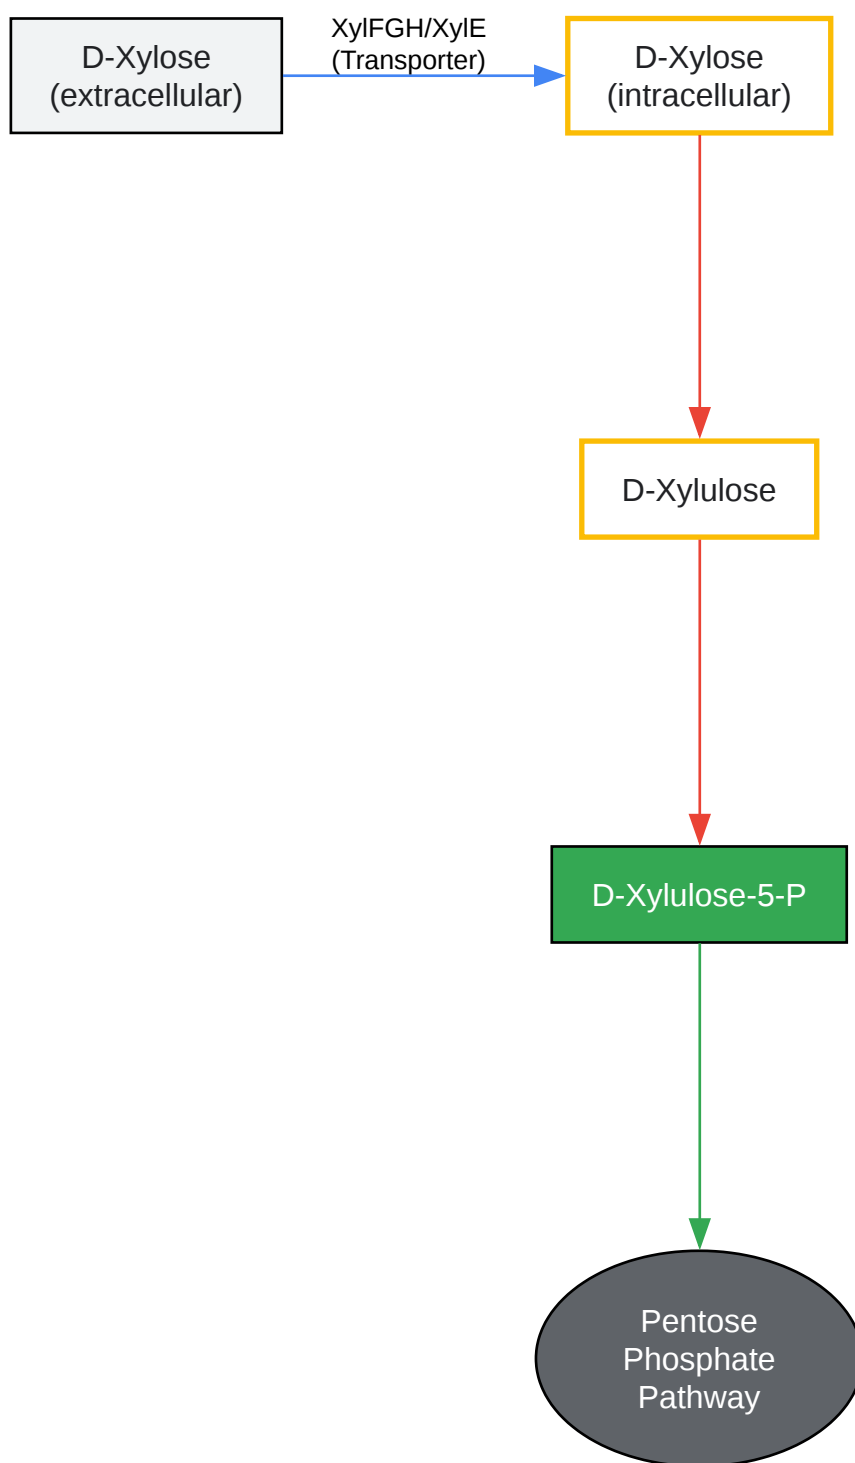 D-Xylose
(extracellular)
XylFGH/XylE
(Transporter)
D-Xylose
(intracellular)
D-Xylulose
D-Xylulose-5-P
Pentose
Phosphate
Pathway